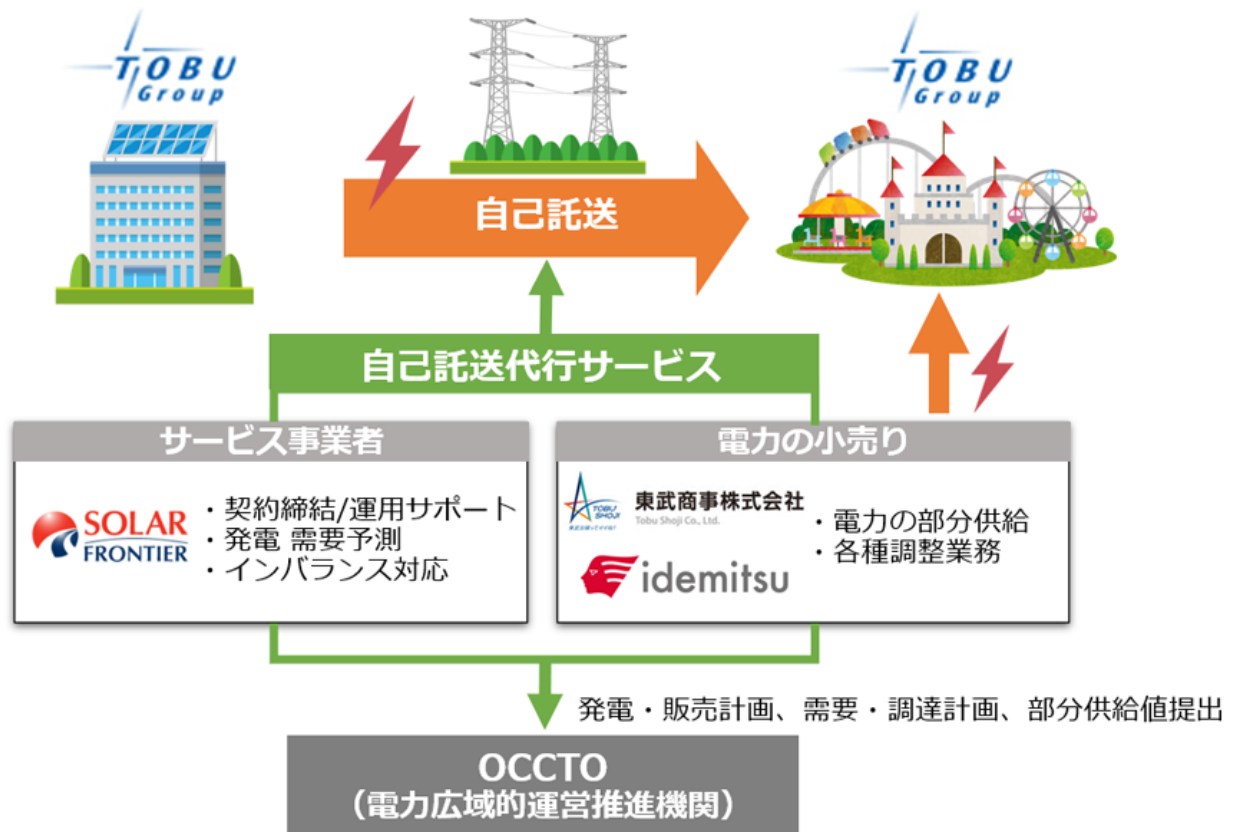 TOBU
Group
TOBU
Group
自己託送
自己託送代行サービス
サービス事業者
SOLAR
FRONTIER
・契約締結/運用サポート
・発電 需要予測
・インバランス対応
電力の小売り
TOBU
SHOJI
東武商事株式会社
Tobu Shoji Co., Ltd.
idemitsu
・電力の部分供給
・各種調整業務
発電・販売計画、需要・調達計画、部分供給値提出
OCCTO
（電力広域的運営推進機関）